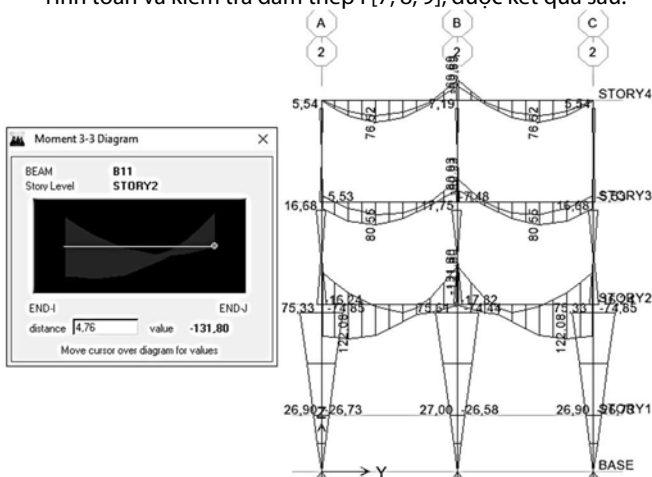 Tính toán và kiểm tra dầm thép I [7, 8, 9], được kết quả sau:
A B C
2 2 2
STORY4
5,54 7,19 5,54
76,52 76,52
Moment 3-3 Diagram
BEAM B11
Story Level STORY2
5,53 17,48
STORY3
16,68 17,75 16,68
80,55 80,55
-131,80
END-I END-J
distance 4,76 value -131,80
Move cursor over diagram for values
-16,24 -17,82
STORY2
75,33 -74,85 75,61 -74,44 75,33 -74,85
122,08 122,08
STORY1
26,90 -26,73 27,00 -26,58 26,90
Z
Y
BASE